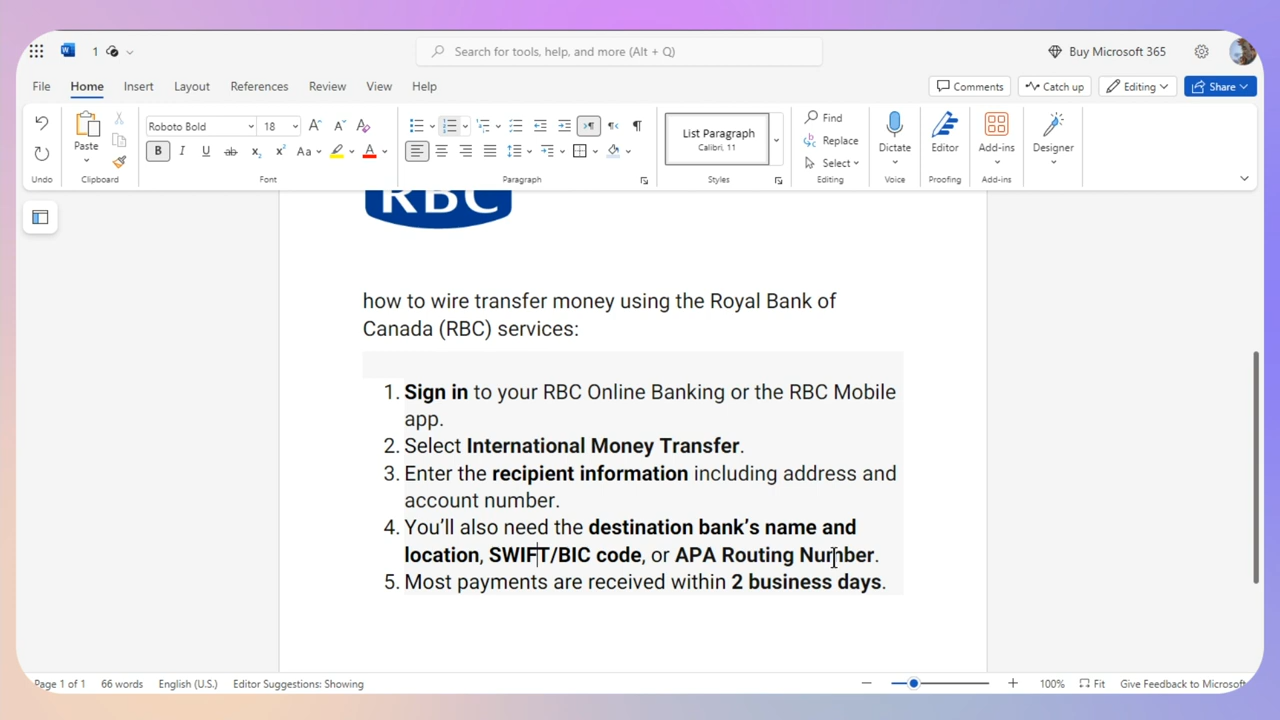 1
Search for tools, help, and more (Alt + Q)
Buy Microsoft 365
File Home Insert Layout References Review View Help
Comments Catch up Editing Share
Roboto Bold 18 Aa
B I U ab x₂ x² A
Paste
List Paragraph
Calibri, 11
Find
Replace
Select
Dictate Editor Add-ins Designer
Undo Clipboard Font Paragraph Styles Editing Voice Proofing Add-ins
RBC
how to wire transfer money using the Royal Bank of
Canada (RBC) services:
1. Sign in to your RBC Online Banking or the RBC Mobile
app.
2. Select International Money Transfer.
3. Enter the recipient information including address and
account number.
4. You’ll also need the destination bank’s name and
location, SWIFT/BIC code, or APA Routing Number.
5. Most payments are received within 2 business days.
Page 1 of 1 66 words English (U.S.) Editor Suggestions: Showing 100% Fit Give Feedback to Microsoft